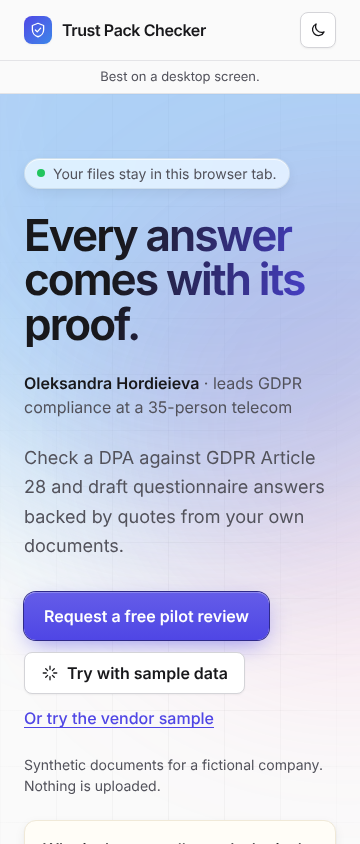 Trust Pack Checker
Best on a desktop screen.
Your files stay in this browser tab.
Every answer
comes with its
proof.
Oleksandra Hordieieva · leads GDPR
compliance at a 35-person telecom
Check a DPA against GDPR Article
28 and draft questionnaire answers
backed by quotes from your own
documents.
Request a free pilot review
Try with sample data
Or try the vendor sample
Synthetic documents for a fictional company.
Nothing is uploaded.